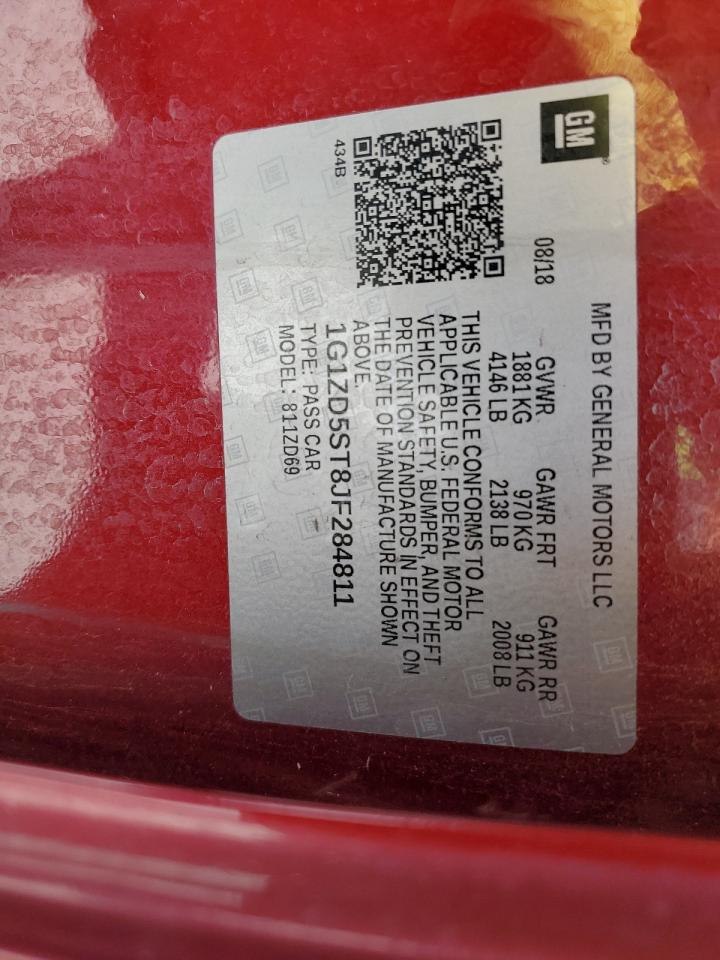 GM
MFD BY GENERAL MOTORS LLC
08/18 GVWR GAWR FRT GAWR RR
1881 KG 970 KG 911 KG
4146 LB 2138 LB 2008 LB
THIS VEHICLE CONFORMS TO ALL
APPLICABLE U.S. FEDERAL MOTOR
VEHICLE SAFETY, BUMPER, AND THEFT
PREVENTION STANDARDS IN EFFECT ON
THE DATE OF MANUFACTURE SHOWN
ABOVE.
434B
1G1ZD5ST8JF284811
TYPE: PASS CAR
MODEL: 811ZD69